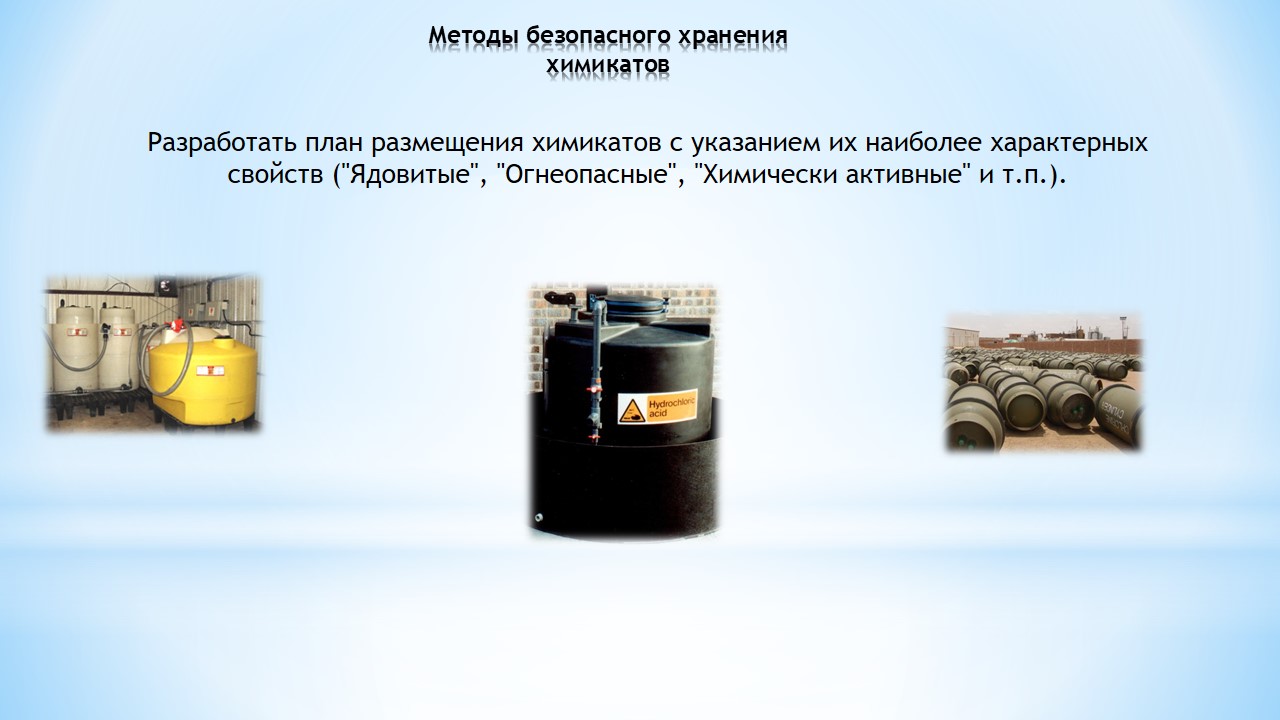 Методы безопасного хранения
химикатов
Разработать план размещения химикатов с указанием их наиболее характерных
свойств ("Ядовитые", "Огнеопасные", "Химически активные" и т.п.).
Hydrochloric
acid